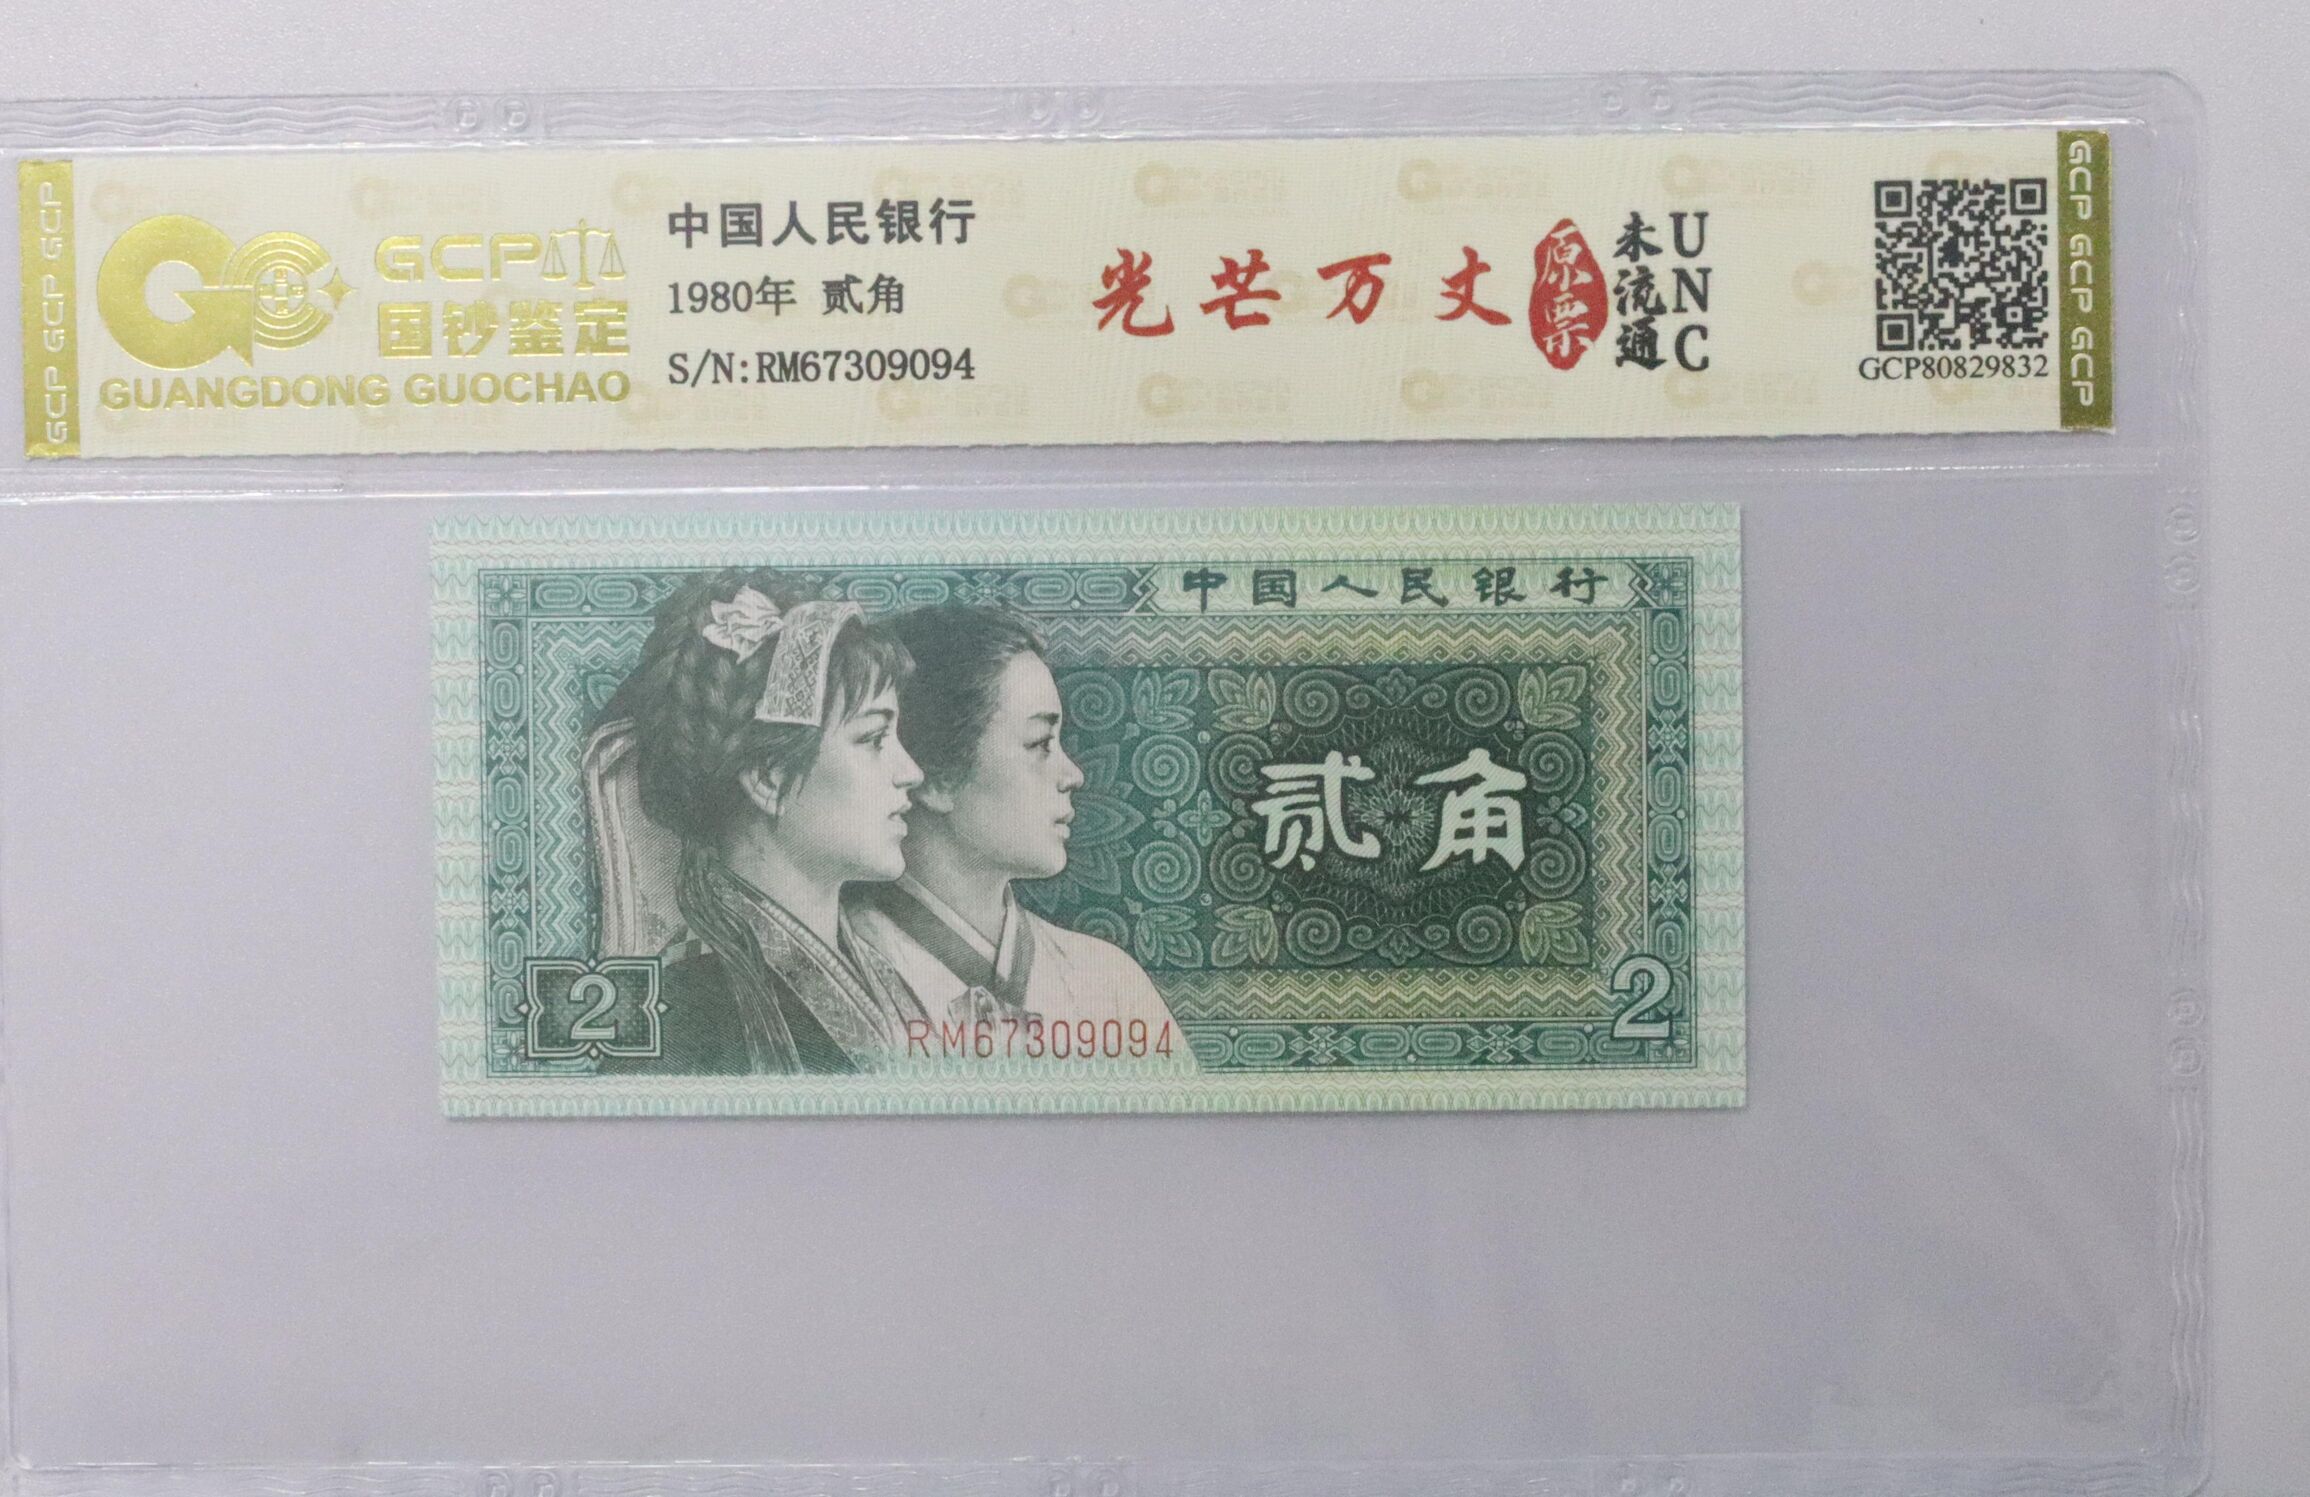 GCP GCP GCP
GCP
国钞鉴定
GUANGDONG GUOCHAO
中国人民银行
1980年 贰角
S/N:RM67309094
光芒万丈
原票
未流通
UNC
GCP80829832
GCP GCP GCP
中国人民银行
贰角
2
2
RM67309094